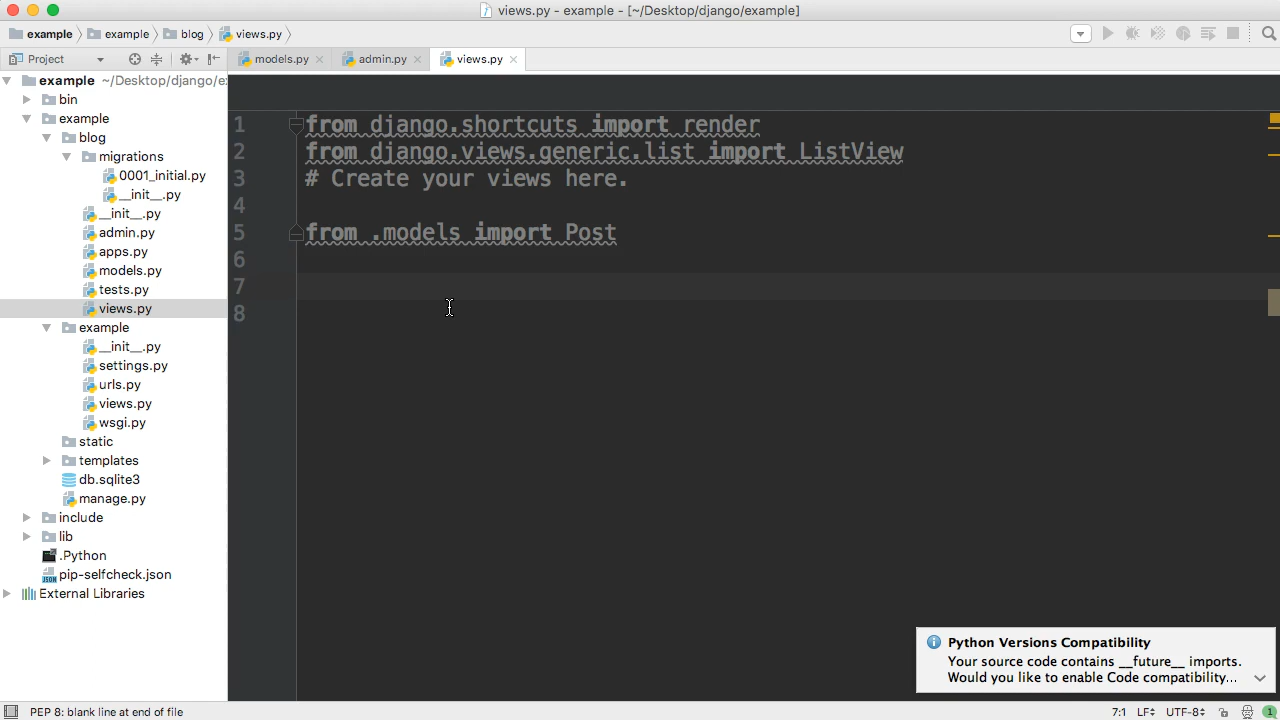 views.py - example - [~/Desktop/django/example]
example example blog views.py
Project models.py admin.py views.py
example ~/Desktop/django/e
bin
example
blog
migrations
0001_initial.py
__init__.py
__init__.py
admin.py
apps.py
models.py
tests.py
views.py
example
__init__.py
settings.py
urls.py
views.py
wsgi.py
static
templates
db.sqlite3
manage.py
include
lib
.Python
pip-selfcheck.json
External Libraries
1 from django.shortcuts import render
2 from django.views.generic.list import ListView
3 # Create your views here.
4
5 from .models import Post
6
7
8
Python Versions Compatibility
Your source code contains __future__ imports.
Would you like to enable Code compatibility...
PEP 8: blank line at end of file 7:1 LF UTF-8 1